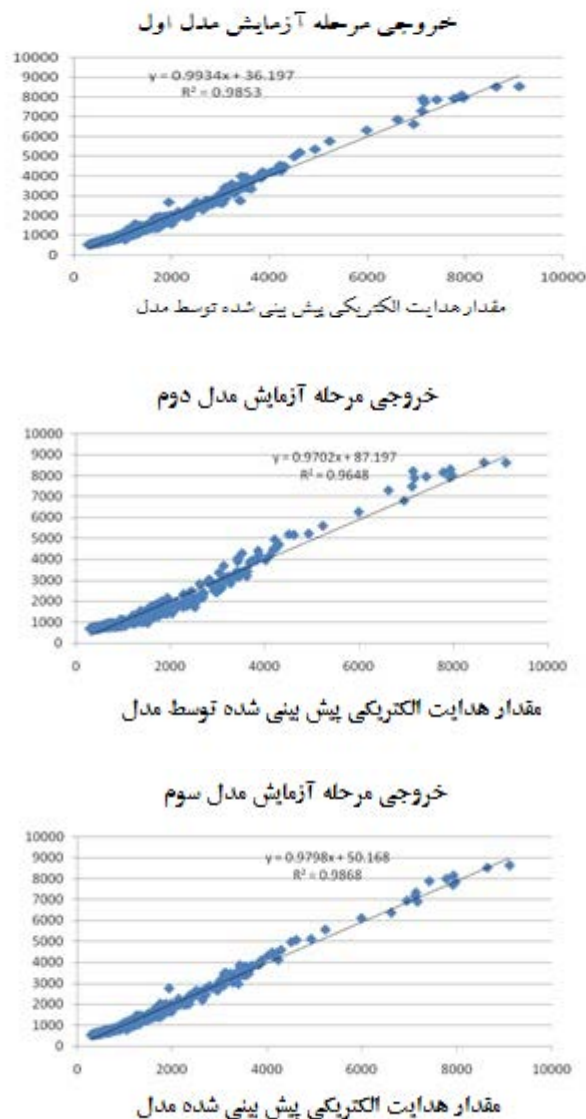 خروجی مرحله آزمایش مدل اول
10000
9000
8000
7000
6000
5000
4000
3000
2000
1000
0
y = 0.9934x + 36.197
R² = 0.9853
0 2000 4000 6000 8000 10000
مقدار هدایت الکتریکی پیش بینی شده توسط مدل
خروجی مرحله آزمایش مدل دوم
10000
9000
8000
7000
6000
5000
4000
3000
2000
1000
0
y = 0.9702x + 87.197
R² = 0.9648
0 2000 4000 6000 8000 10000
مقدار هدایت الکتریکی پیش بینی شده توسط مدل
خروجی مرحله آزمایش مدل سوم
10000
9000
8000
7000
6000
5000
4000
3000
2000
1000
0
y = 0.9798x + 50.168
R² = 0.9868
0 2000 4000 6000 8000 10000
مقدار هدایت الکتریکی پیش بینی شده مدل